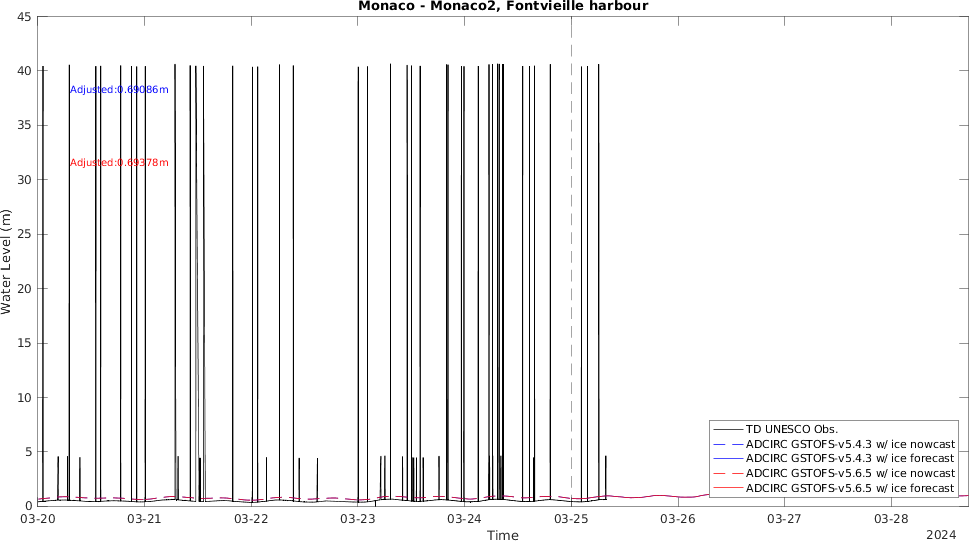 Monaco - Monaco2, Fontvieille harbour
Water Level (m)
45
40
35
30
25
20
15
10
5
0
Adjusted:0.69086m
Adjusted:0.69378m
TD UNESCO Obs.
ADCIRC GSTOFS-v5.4.3 w/ ice nowcast
ADCIRC GSTOFS-v5.4.3 w/ ice forecast
ADCIRC GSTOFS-v5.6.5 w/ ice nowcast
ADCIRC GSTOFS-v5.6.5 w/ ice forecast
03-20 03-21 03-22 03-23 03-24 03-25 03-26 03-27 03-28
Time
2024